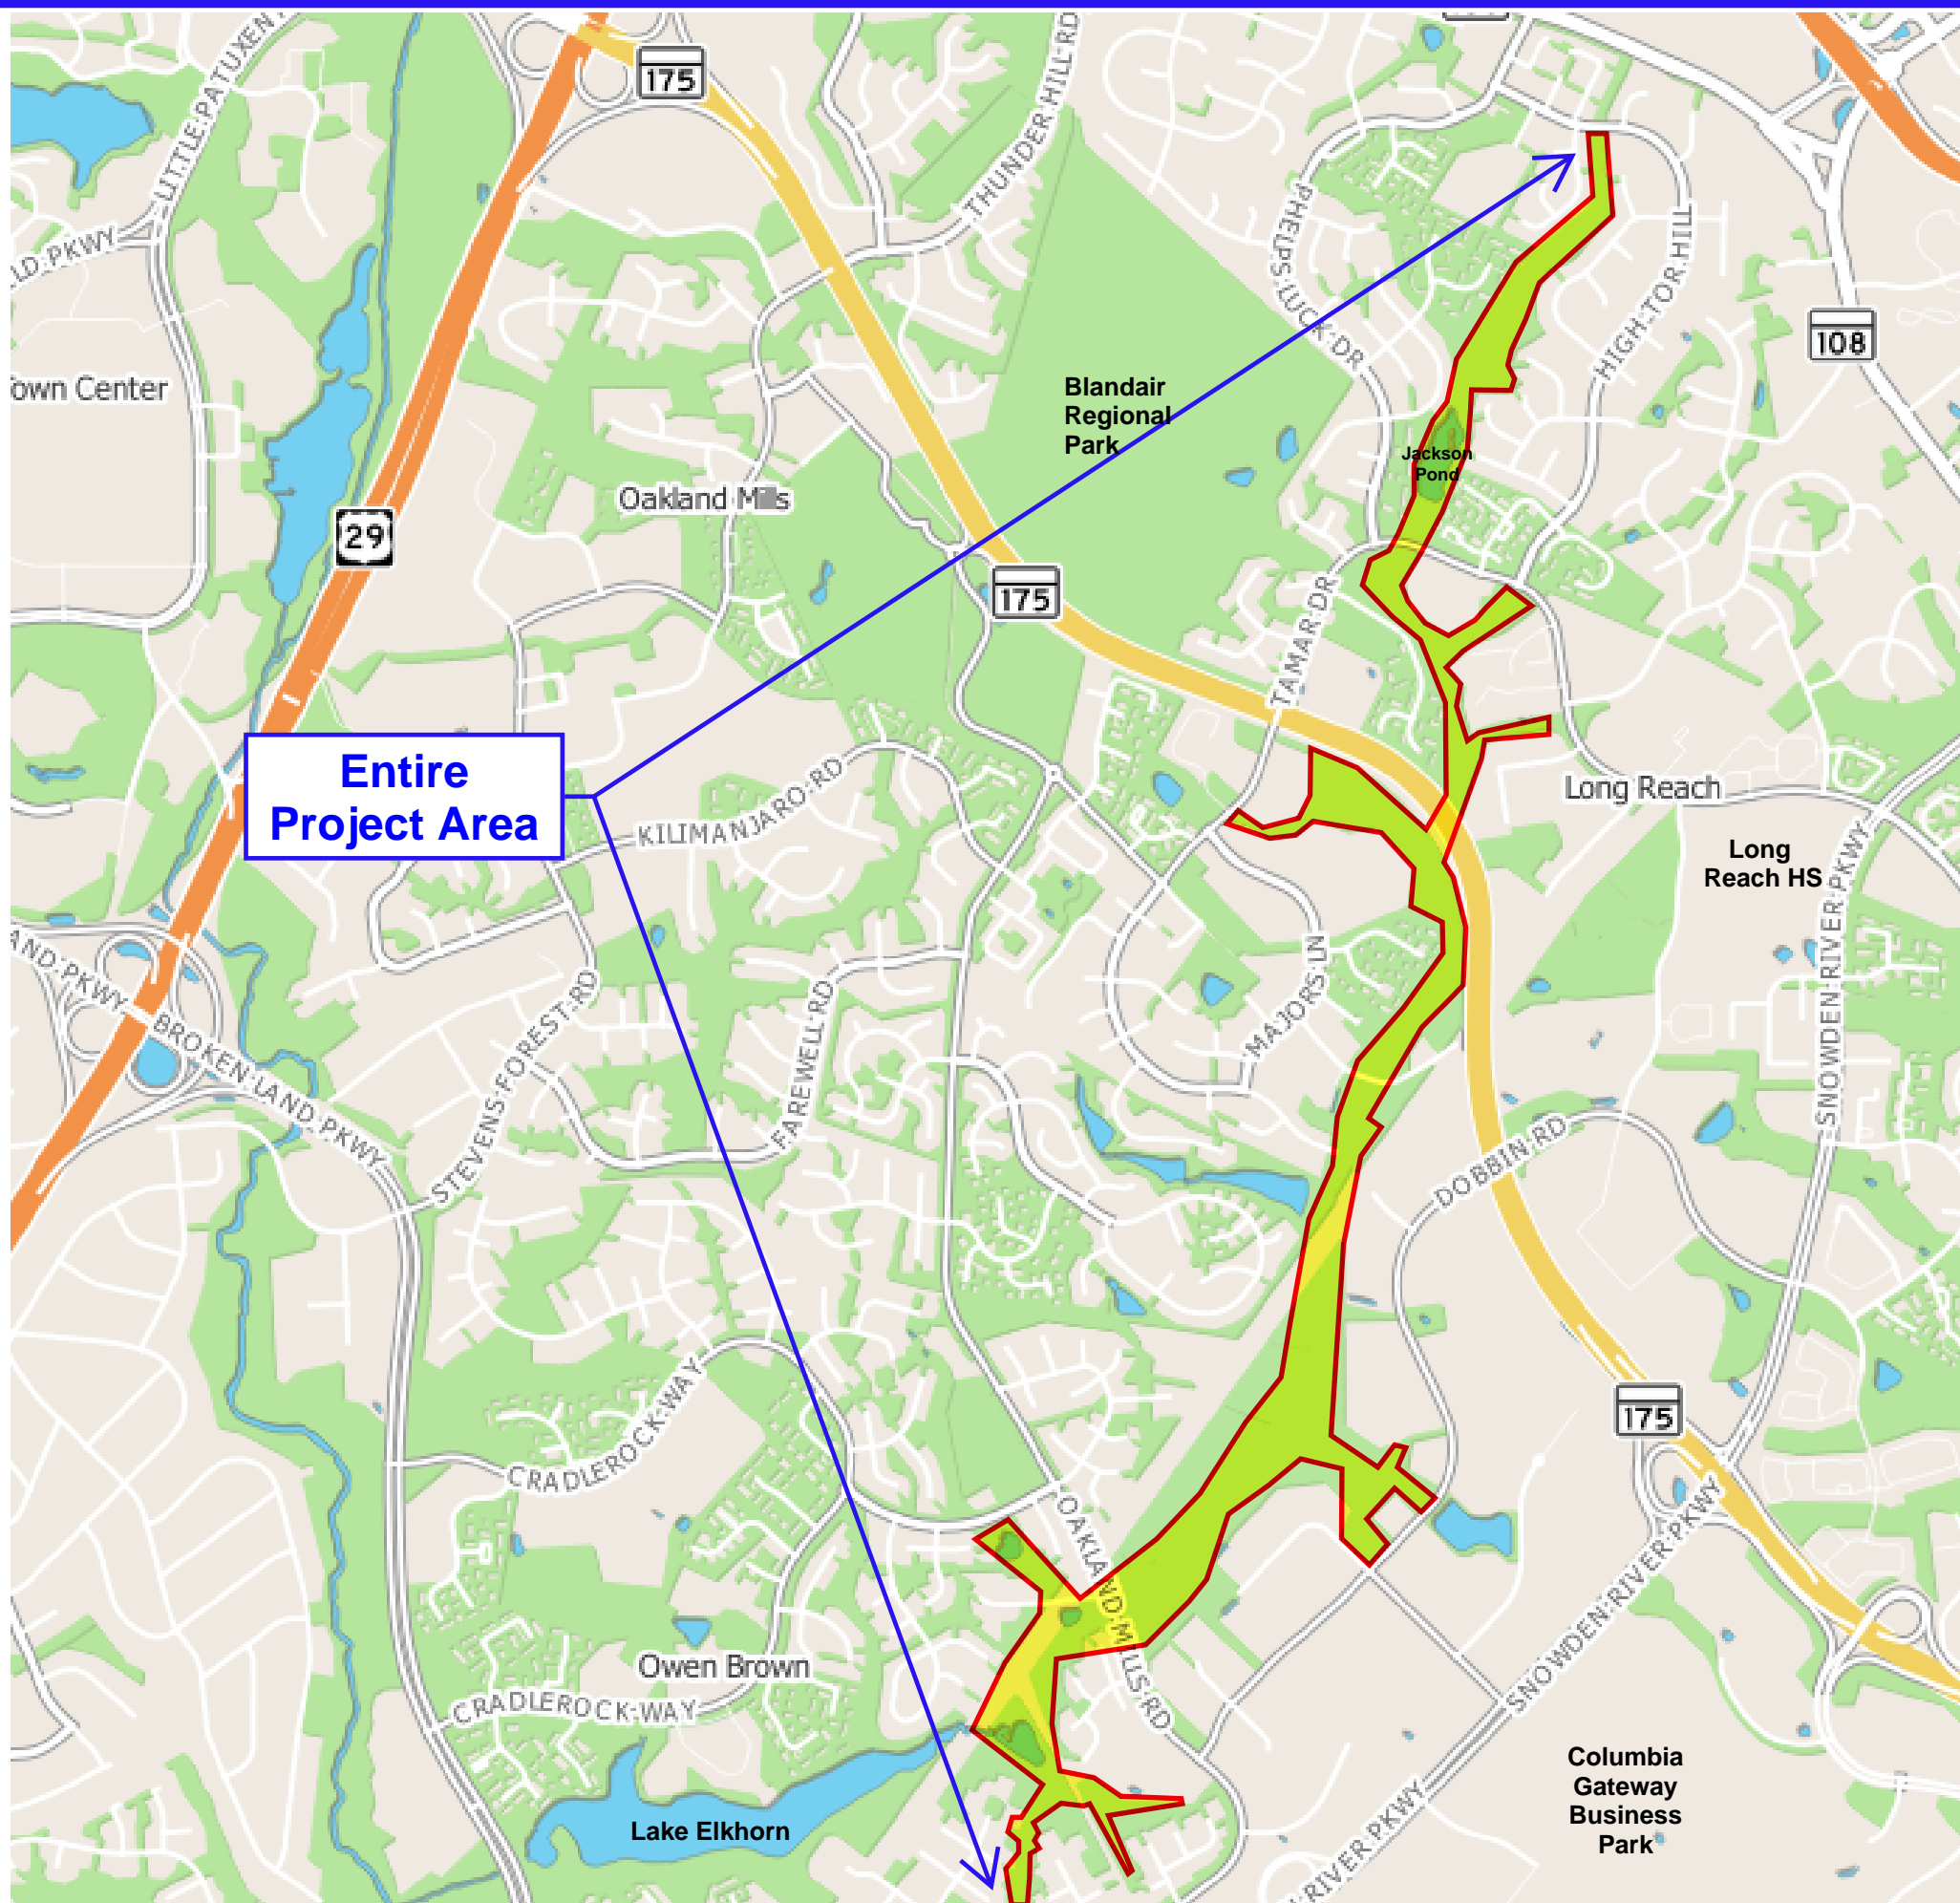 LITTLE PATUXENT
175
THUNDER HILL RD
LD PKWY
PHELPS LUCK DR
HIGH TOR HILL
108
own Center
Blandair
Regional
Park
Jackson
Pond
Oakland Mills
29
175
TAMAR DR
Entire
Project Area
KILIMANJARO RD
Long Reach
Long
Reach HS
SNOWDEN RIVER PKWY
AND PKWY
BROKEN LAND PKWY
STEVENS FOREST RD
FAREWELL RD
MAJORS LN
DOBBIN RD
175
CRADLEROCK WAY
OAKLAND MILLS RD
SNOWDEN RIVER PKWY
Owen Brown
CRADLEROCK WAY
Lake Elkhorn
Columbia
Gateway
Business
Park
RIVER PKWY